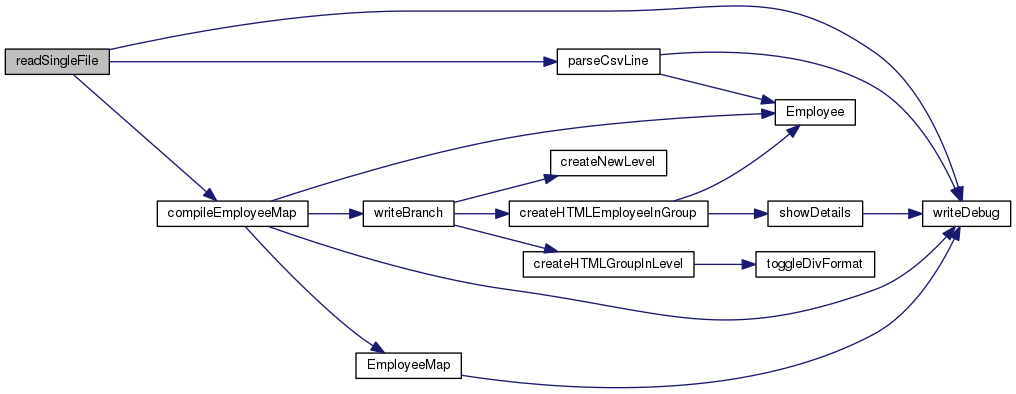 readSingleFile
parseCsvLine
Employee
createNewLevel
compileEmployeeMap
writeBranch
createHTMLEmployeeInGroup
showDetails
writeDebug
createHTMLGroupInLevel
toggleDivFormat
EmployeeMap